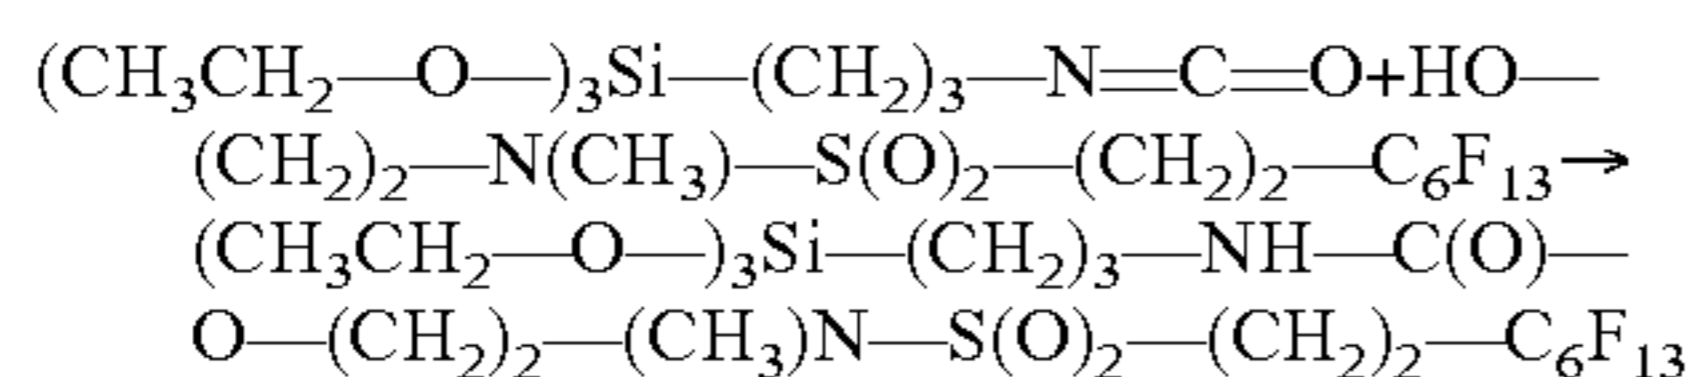 (CH₃CH₂—O—)₃Si—(CH₂)₃—N═C═O+HO—
(CH₂)₂—N(CH₃)—S(O)₂—(CH₂)₂—C₆F₁₃→
(CH₃CH₂—O—)₃Si—(CH₂)₃—NH—C(O)—
O—(CH₂)₂—(CH₃)N—S(O)₂—(CH₂)₂—C₆F₁₃